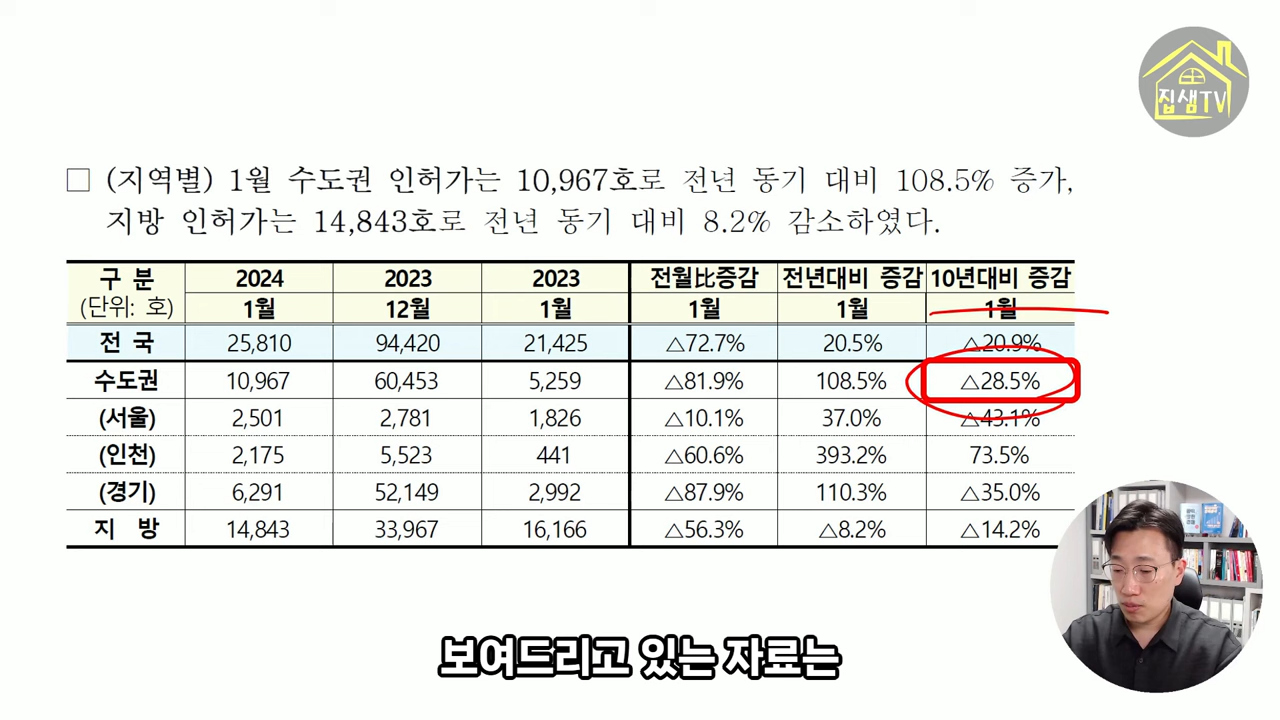 집샘TV
□ (지역별) 1월 수도권 인허가는 10,967호로 전년 동기 대비 108.5% 증가,
지방 인허가는 14,843호로 전년 동기 대비 8.2% 감소하였다.
구 분 2024 2023 2023 전월比증감 전년대비 증감 10년대비 증감
(단위: 호) 1월 12월 1월 1월 1월 1월
전 국 25,810 94,420 21,425 △72.7% 20.5% △20.9%
수도권 10,967 60,453 5,259 △81.9% 108.5% △28.5%
(서울) 2,501 2,781 1,826 △10.1% 37.0% △43.1%
(인천) 2,175 5,523 441 △60.6% 393.2% 73.5%
(경기) 6,291 52,149 2,992 △87.9% 110.3% △35.0%
지 방 14,843 33,967 16,166 △56.3% △8.2% △14.2%
보여드리고 있는 자료는